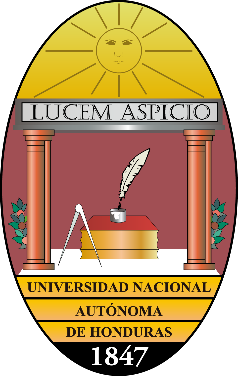 LUCEM ASPICIO
UNIVERSIDAD NACIONAL
AUTÓNOMA
DE HONDURAS
1847